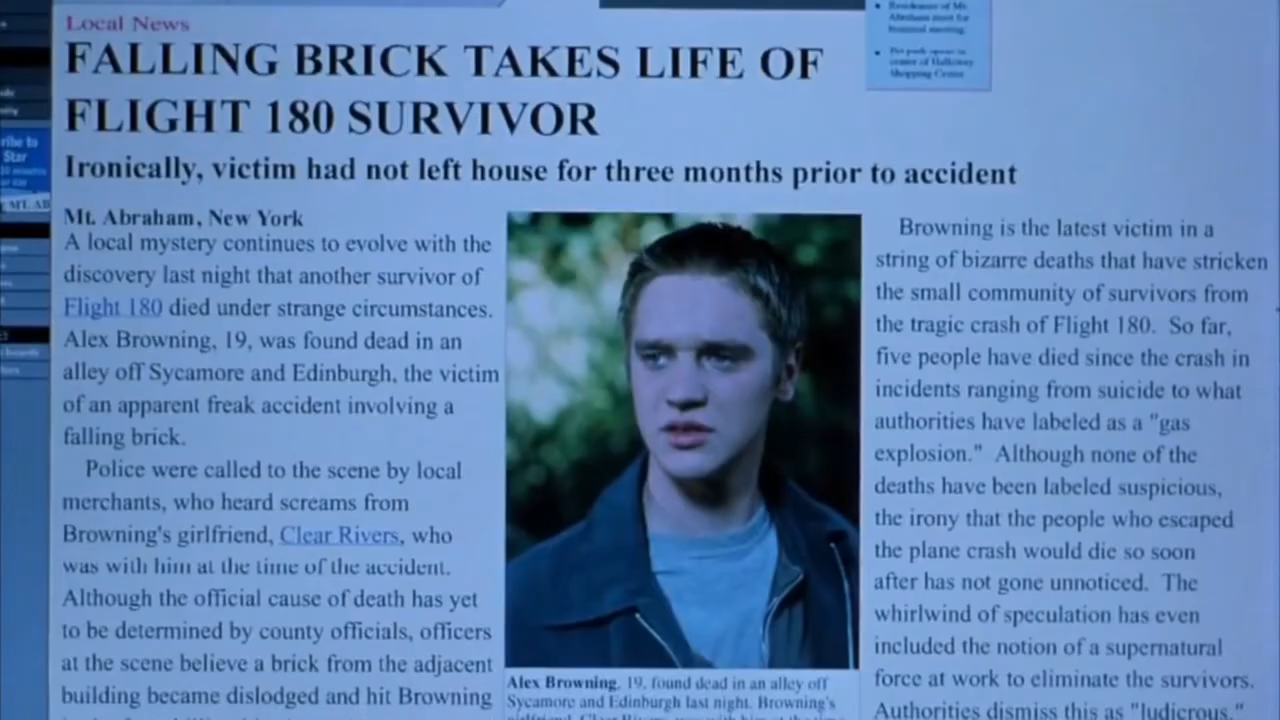 Local News
FALLING BRICK TAKES LIFE OF
FLIGHT 180 SURVIVOR
Ironically, victim had not left house for three months prior to accident
Mt. Abraham, New York
A local mystery continues to evolve with the
discovery last night that another survivor of
Flight 180 died under strange circumstances.
Alex Browning, 19, was found dead in an
alley off Sycamore and Edinburgh, the victim
of an apparent freak accident involving a
falling brick.
Police were called to the scene by local
merchants, who heard screams from
Browning's girlfriend, Clear Rivers, who
was with him at the time of the accident.
Although the official cause of death has yet
to be determined by county officials, officers
at the scene believe a brick from the adjacent
building became dislodged and hit Browning
Alex Browning, 19, found dead in an alley off
Sycamore and Edinburgh last night. Browning's
Browning is the latest victim in a
string of bizarre deaths that have stricken
the small community of survivors from
the tragic crash of Flight 180. So far,
five people have died since the crash in
incidents ranging from suicide to what
authorities have labeled as a "gas
explosion." Although none of the
deaths have been labeled suspicious,
the irony that the people who escaped
the plane crash would die so soon
after has not gone unnoticed. The
whirlwind of speculation has even
included the notion of a supernatural
force at work to eliminate the survivors.
Authorities dismiss this as "ludicrous."
Residents of Mt.
Abraham meet for
Shopping Center
ribe to
Star